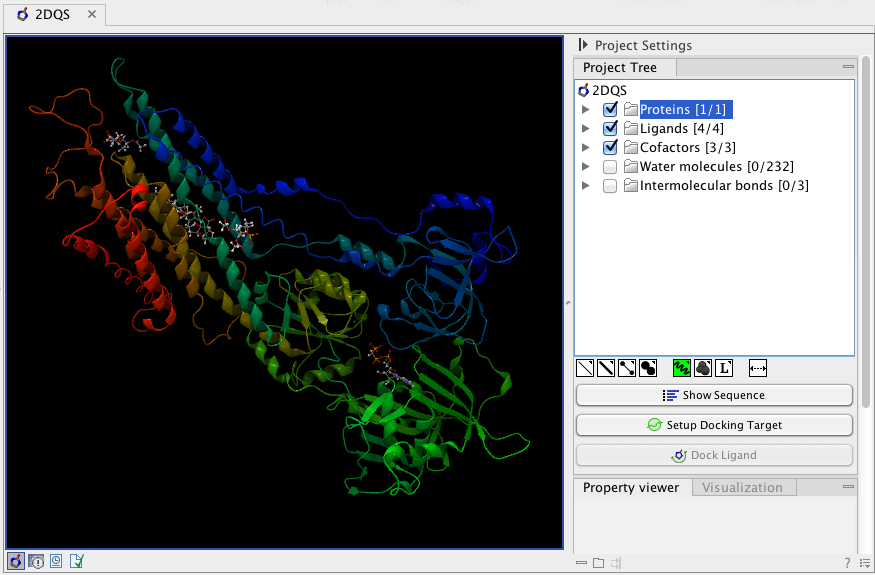 2DQS
Project Settings
Project Tree
2DQS
Proteins [1/1]
Ligands [4/4]
Cofactors [3/3]
Water molecules [0/232]
Intermolecular bonds [0/3]
L
Show Sequence
Setup Docking Target
Dock Ligand
Property viewer
Visualization
?